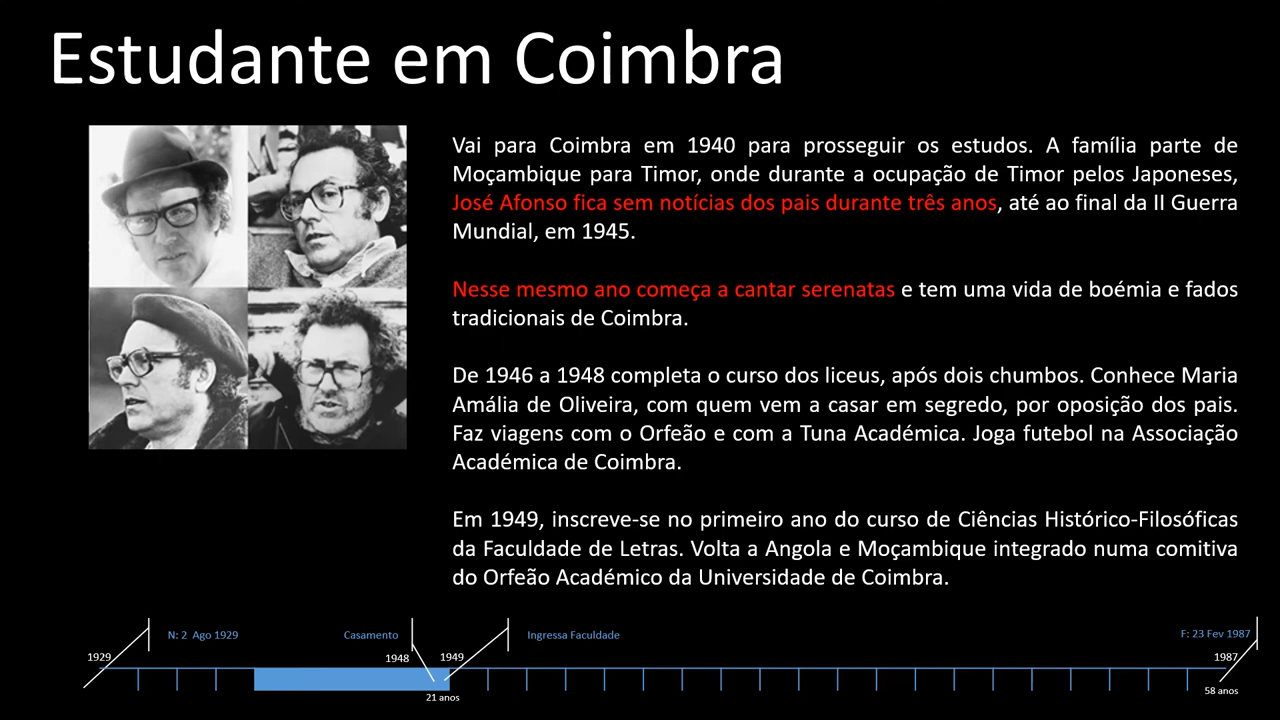 Estudante em Coimbra
Vai para Coimbra em 1940 para prosseguir os estudos. A família parte de
Moçambique para Timor, onde durante a ocupação de Timor pelos Japoneses,
José Afonso fica sem notícias dos pais durante três anos, até ao final da II Guerra
Mundial, em 1945.
Nesse mesmo ano começa a cantar serenatas e tem uma vida de boémia e fados
tradicionais de Coimbra.
De 1946 a 1948 completa o curso dos liceus, após dois chumbos. Conhece Maria
Amália de Oliveira, com quem vem a casar em segredo, por oposição dos pais.
Faz viagens com o Orfeão e com a Tuna Académica. Joga futebol na Associação
Académica de Coimbra.
Em 1949, inscreve-se no primeiro ano do curso de Ciências Histórico-Filosóficas
da Faculdade de Letras. Volta a Angola e Moçambique integrado numa comitiva
do Orfeão Académico da Universidade de Coimbra.
N: 2 Ago 1929
Casamento
Ingressa Faculdade
F: 23 Fev 1987
1929
1948
1949
1987
21 anos
58 anos